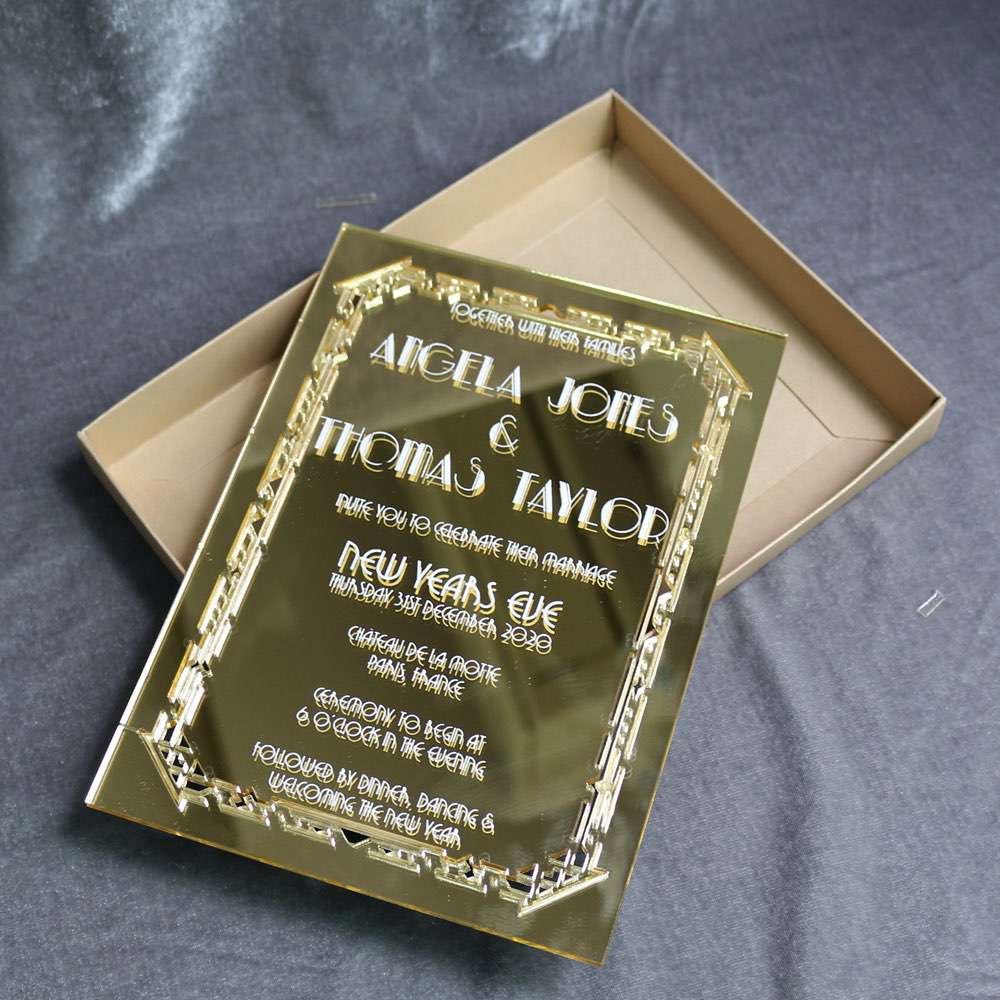 TOGETHER WITH THEIR FAMILIES
ANGELA JONES
&
THOMAS TAYLOR
INVITE YOU TO CELEBRATE THEIR MARRIAGE
NEW YEARS EVE
THURSDAY 31ST DECEMBER 2020
CHÂTEAU DE LA MOTTE
PARIS, FRANCE
CEREMONY TO BEGIN AT
6 O'CLOCK IN THE EVENING
FOLLOWED BY DINNER, DANCING &
WELCOMING THE NEW YEAR